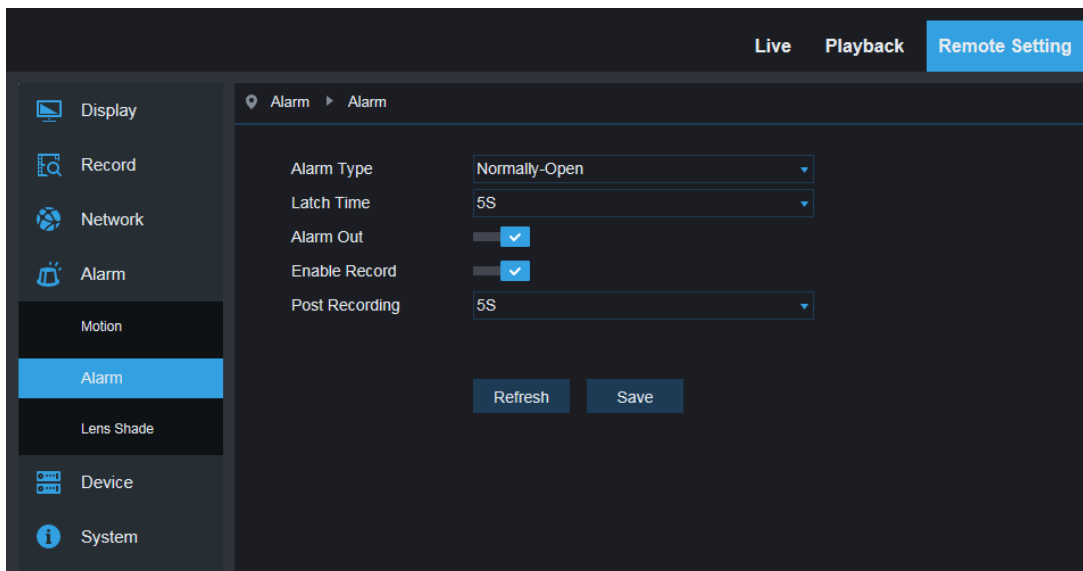 Live Playback Remote Setting
Display
Record
Network
Alarm
Motion
Alarm
Lens Shade
Device
System
Alarm Alarm
Alarm Type Normally-Open
Latch Time 5S
Alarm Out
Enable Record
Post Recording 5S
Refresh Save